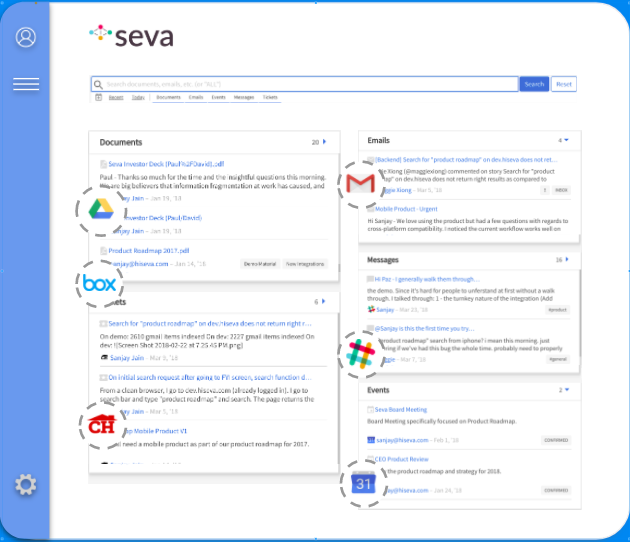 seva
Search documents, emails, etc. (or "ALL")
Search
Reset
Recent Today Documents Emails Events Messages Tickets
Documents
20
Seva Investor Deck (Paul%2FDavid).pdf
Paul - Thanks so much for the time and the insightful questions this morning.
We are big believers that information fragmentation at work has caused, and
Jain - Jan 19, '18
Investor Deck (Paul/David)
Sanjay Jain - Jan 19, '18
Product Roadmap 2017.pdf
sanjay@hiseva.com - Jan 14, '18
Demo Material
New Integrations
box
ets
6
Search for "product roadmap" on dev.hiseva does not return right r...
On demo: 2610 gmail items indexed On dev: 2227 gmail items indexed On
dev !(Screen Shot 2018-02-22 at 7.25.45 PM.png)
Sanjay Jain - Mar 3, '18
On initial search request after going to FYI screen, search function d...
From a clean browser, I go to dev.hiseva.com (already logged in). I go to
search bar and type "product roadmap" and search. The page returns the
Jain - Mar 3, '18
CH
Mobile Product V1
need a mobile product as part of our product roadmap for 2017.
Emails
4
[Backend] Search for "product roadmap" on dev.hiseva does not ret...
Xiong (@maggiexiong) commented on story Search for "product
map" on dev.hiseva does not return right results as compared to
Xiong - Mar 5, '18
INBOX
Mobile Product - Urgent
Hi Sanjay - We love using the product but had a few questions with regards to
cross-platform compatibility. I noticed the current workflow works well on
Messages
16
Hi Paz - I generally walk them through...
the demo. Since it's hard for people to understand at first without a walk
through. I talked through: 1 - the turnkey nature of the integration (Add
Sanjay - Mar 23, '18
#product
@Sanjay is this the first time you try...
"product roadmap" search from iphone? I mean this morning. just
if we've had this bug the whole time. probably need to properly
- Mar 7, '18
#general
Events
2
Seva Board Meeting
Board Meeting specifically focused on Product Roadmap.
sanjay@hiseva.com - Feb 1, '18
CONFIRMED
CEO Product Review
the product roadmap and strategy for 2018.
31
sanjay@hiseva.com - Jan 24, '18
CONFIRMED